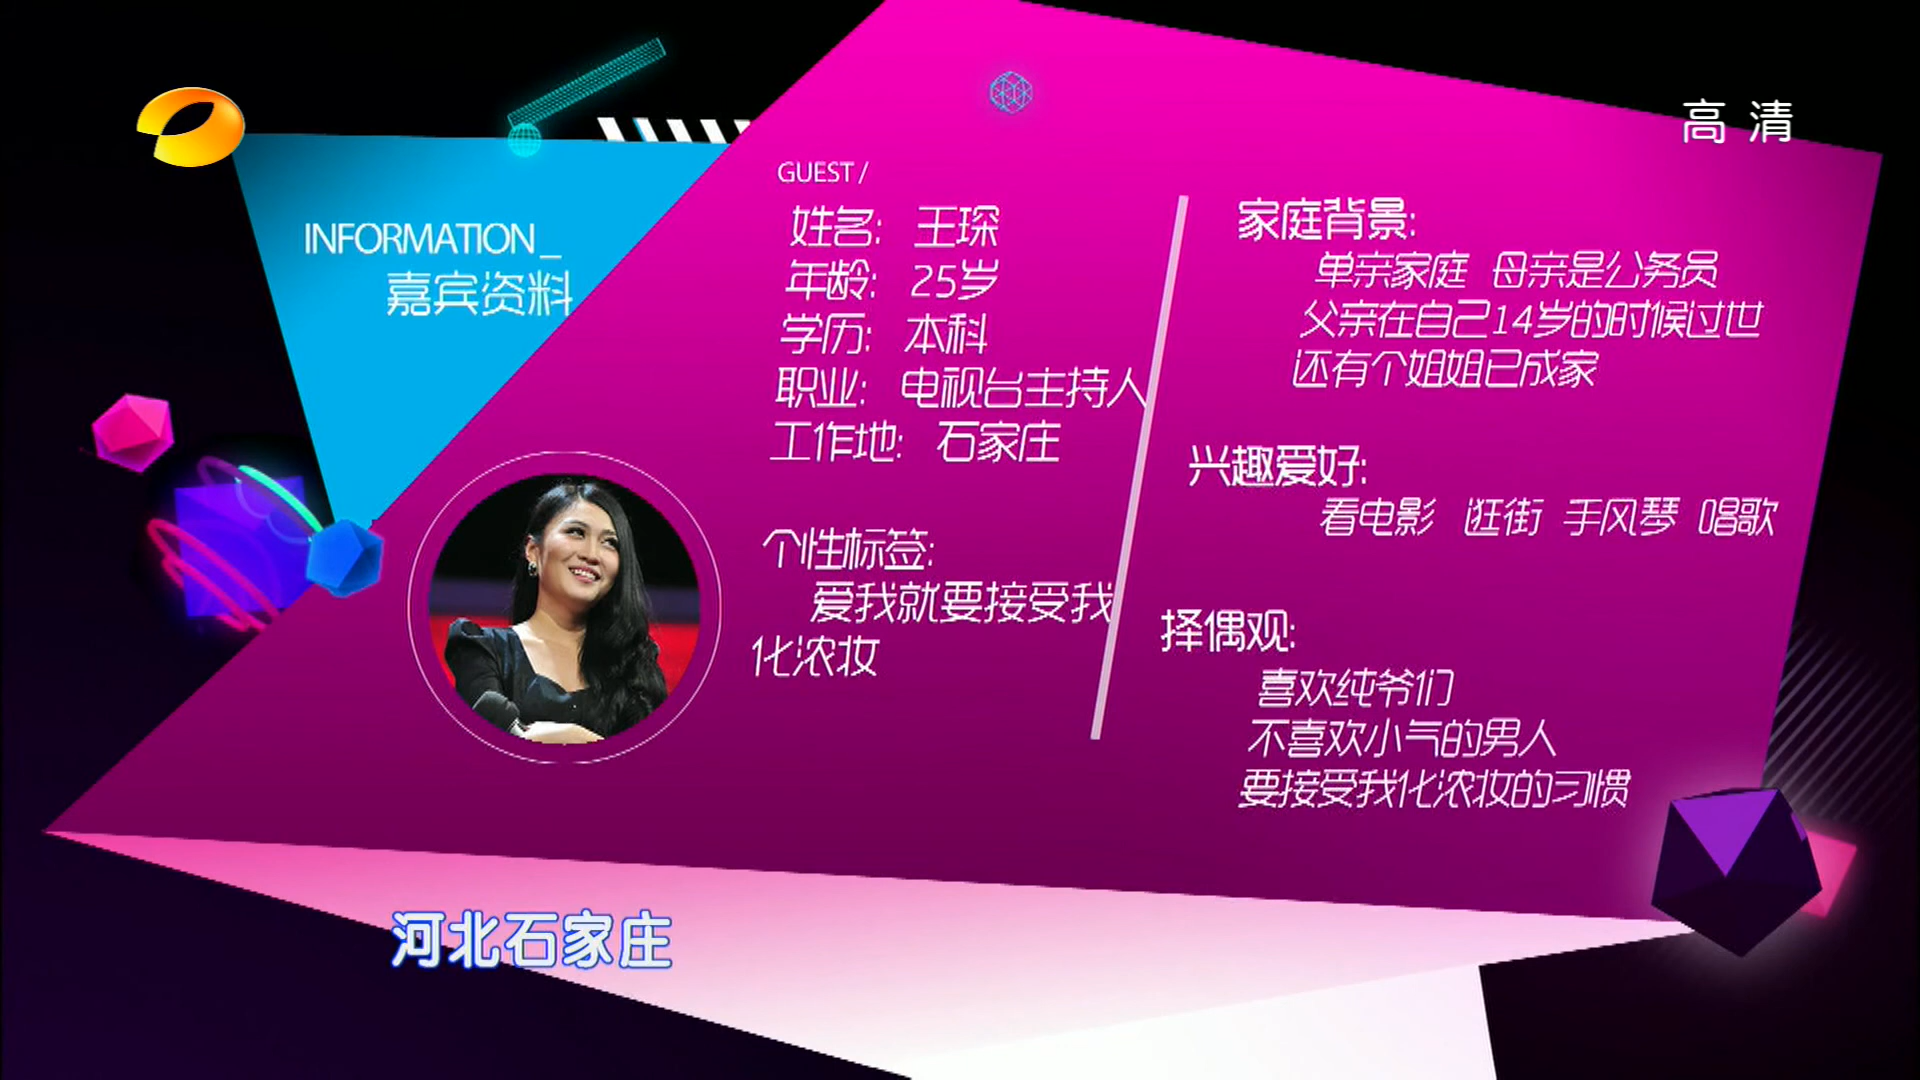 高 清
INFORMATION_
嘉宾资料
GUEST /
姓名: 王琛
年龄: 25岁
学历: 本科
职业: 电视台主持人
工作地: 石家庄
个性标签:
爱我就要接受我
化浓妆
家庭背景:
单亲家庭 母亲是公务员
父亲在自己14岁的时候过世
还有个姐姐已成家
兴趣爱好:
看电影 逛街 手风琴 唱歌
择偶观:
喜欢纯爷们
不喜欢小气的男人
要接受我化浓妆的习惯
河北石家庄